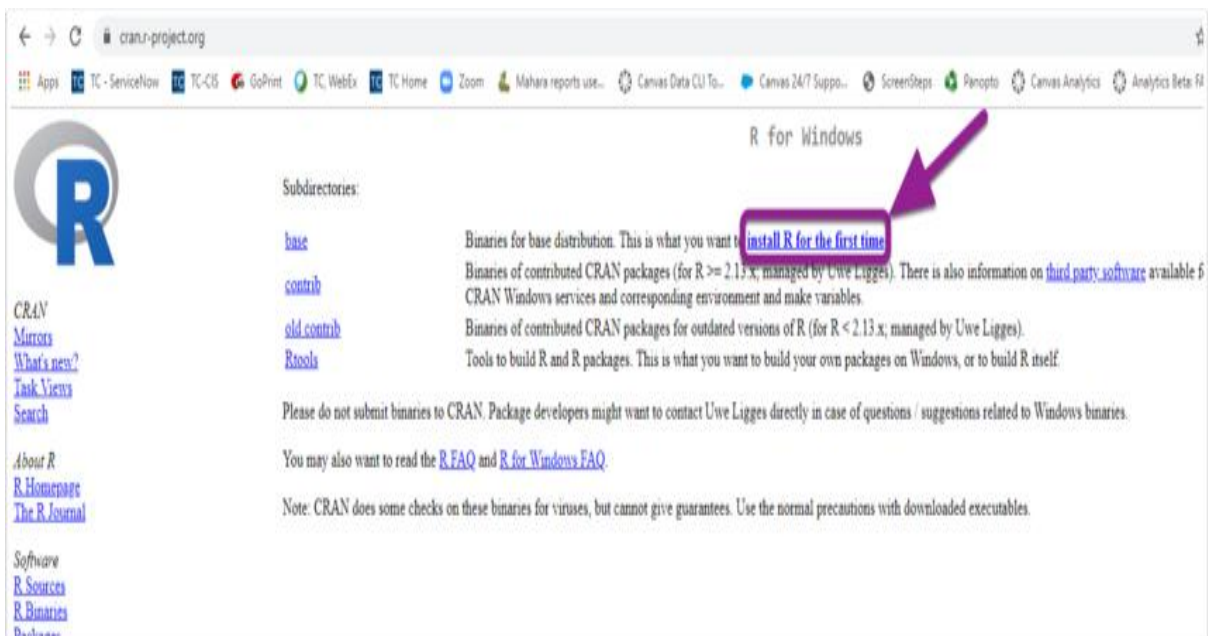 cran.r-project.org
Apps TC - ServiceNow TC-CIS GoPrint TC, WebEx TC Home Zoom Mahara reports use... Canvas Data CLI To... Canvas 24/7 Suppo... ScreenSteps Panopto Canvas Analytics Analytics Beta: Fil
R for Windows
R
Subdirectories:
base Binaries for base distribution. This is what you want to install R for the first time
contrib Binaries of contributed CRAN packages (for R >= 2.13.x; managed by Uwe Ligges). There is also information on third party software available f
CRAN Windows services and corresponding environment and make variables.
old contrib Binaries of contributed CRAN packages for outdated versions of R (for R < 2.13.x; managed by Uwe Ligges).
Rtools Tools to build R and R packages. This is what you want to build your own packages on Windows, or to build R itself.
Please do not submit binaries to CRAN. Package developers might want to contact Uwe Ligges directly in case of questions / suggestions related to Windows binaries.
You may also want to read the R FAQ and R for Windows FAQ.
Note: CRAN does some checks on these binaries for viruses, but cannot give guarantees. Use the normal precautions with downloaded executables.
CRAN
Mirrors
What's new?
Task Views
Search
About R
R Homepage
The R Journal
Software
R Sources
R Binaries
Packages